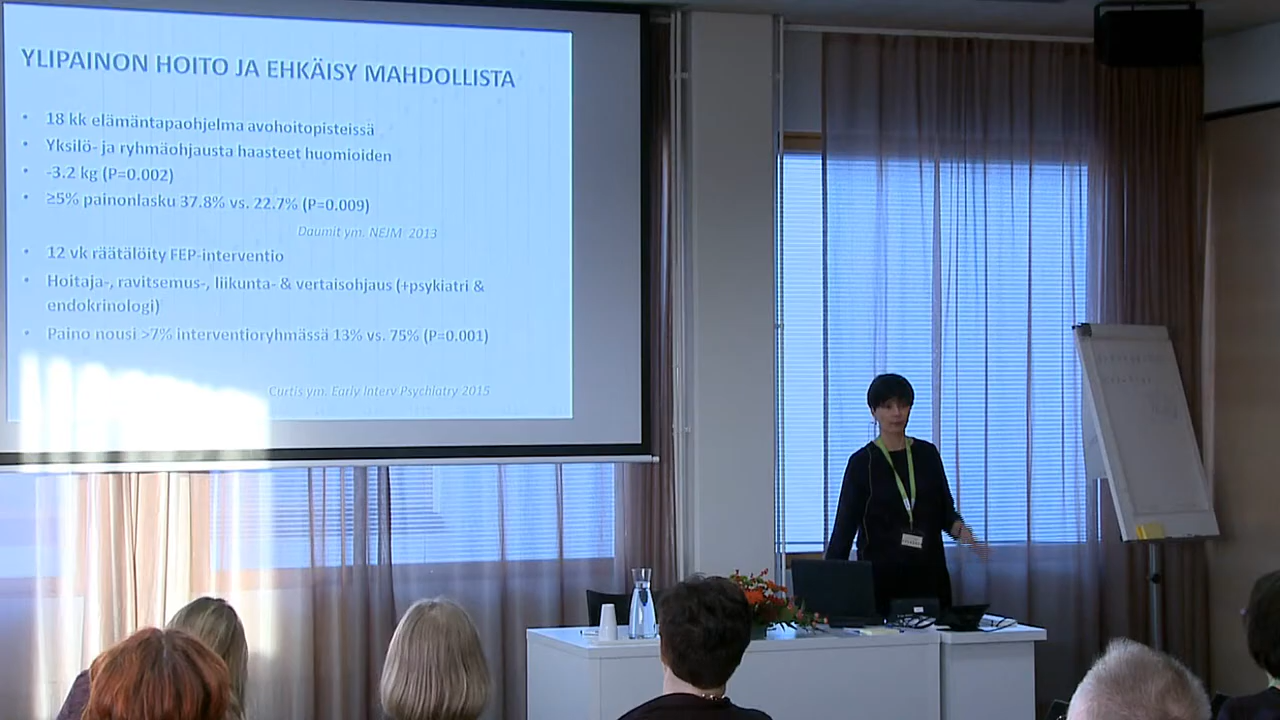 YLIPAINON HOITO JA EHKÄISY MAHDOLLISTA
• 18 kk elämäntapaohjelma avohoitopisteissä
• Yksilö- ja ryhmäohjausta haasteet huomioiden
• -3.2 kg (P=0.002)
• ≥5% painonlasku 37.8% vs. 22.7% (P=0.009)
Daumit ym. NEJM 2013
• 12 vk räätälöity FEP-interventio
• Hoitaja-, ravitsemus-, liikunta- & vertaisohjaus (+psykiatri &
endokrinologi)
• Paino nousi >7% interventioryhmässä 13% vs. 75% (P=0.001)
Curtis ym. Early Interv Psychiatry 2015